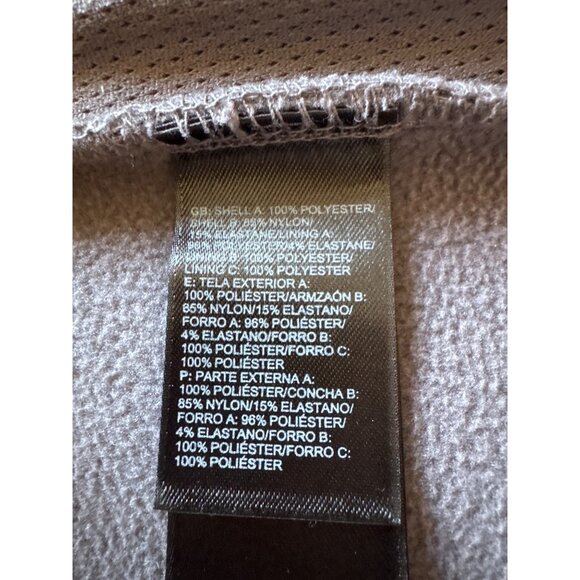 GB: SHELL A: 100% POLYESTER/
SHELL B: 85% NYLON/
15% ELASTANE/LINING A:
96% POLYESTER/4% ELASTANE/
LINING B: 100% POLYESTER/
LINING C: 100% POLYESTER
E: TELA EXTERIOR A:
100% POLIÉSTER/ARMZAÓN B:
85% NYLON/15% ELASTANO/
FORRO A: 96% POLIÉSTER/
4% ELASTANO/FORRO B:
100% POLIÉSTER/FORRO C:
100% POLIÉSTER
P: PARTE EXTERNA A:
100% POLIÉSTER/CONCHA B:
85% NYLON/15% ELASTANO/
FORRO A: 96% POLIÉSTER/
4% ELASTANO/FORRO B:
100% POLIÉSTER/FORRO C:
100% POLIÉSTER